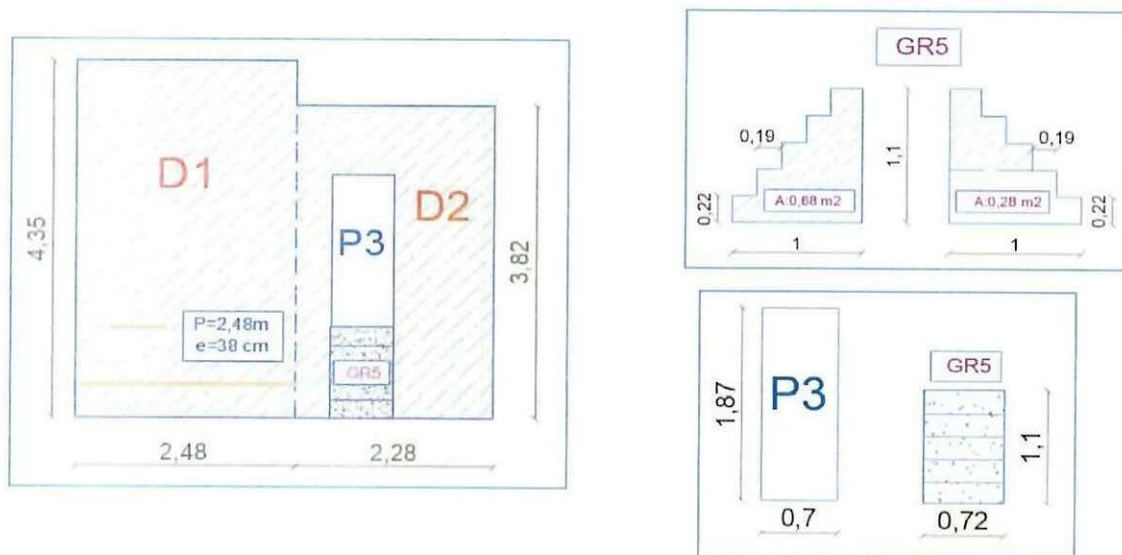 D1
D2
P3
4,35
3,82
P=2,48m
e=38 cm
GR5
2,48
2,28
GR5
0,19
1,1
0,19
0,22
A:0,68 m2
A:0,28 m2
0,22
1
1
P3
1,87
GR5
1,1
0,7
0,72